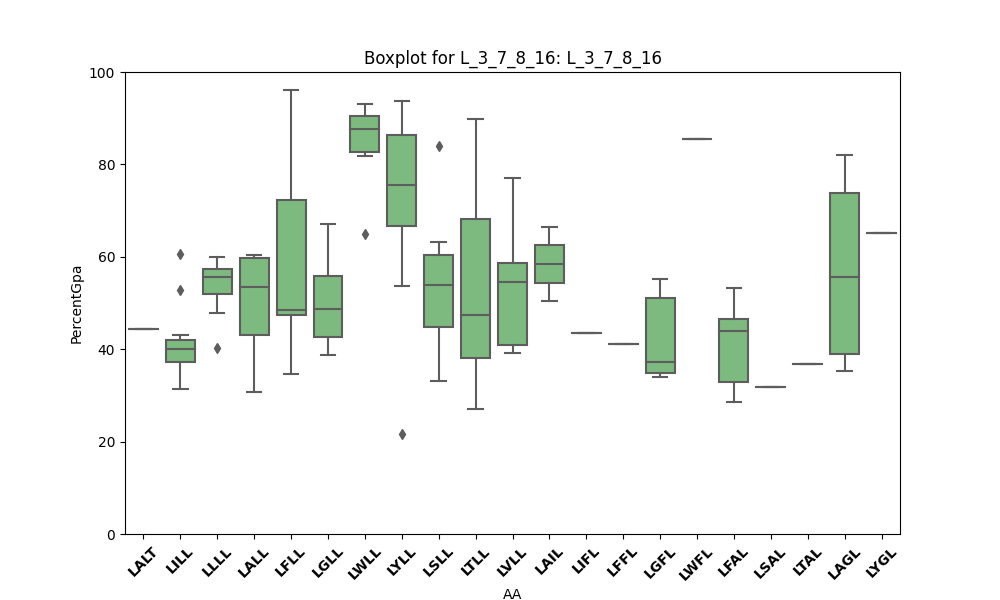 Boxplot for L_3_7_8_16: L_3_7_8_16
PercentGpa
100
80
60
40
20
0
LALT
LILL
LLLL
LALL
LFLL
LGLL
LWLL
LYLL
LSLL
LTLL
LVLL
LAIL
LIFL
LFFL
LGFL
LWFL
LFAL
LSAL
LTAL
LAGL
LYGL
AA